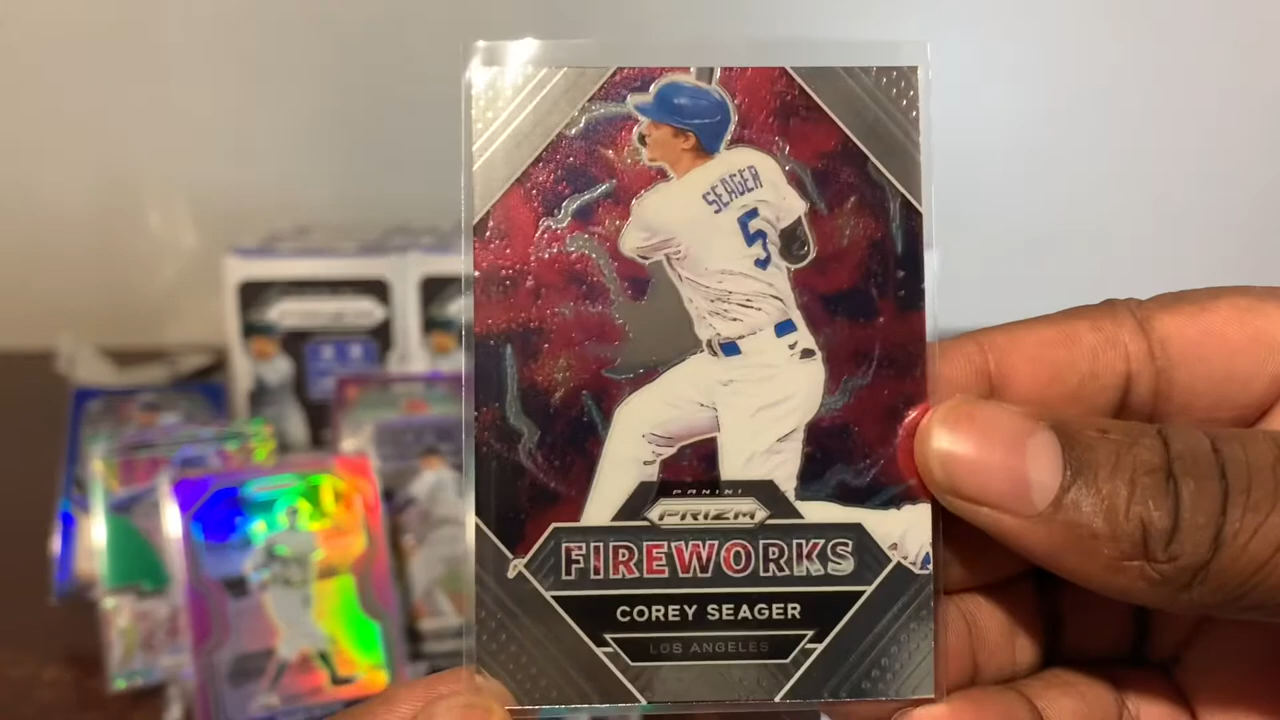 SEAGER
5
PANINI
PRIZM
FIREWORKS
COREY SEAGER
LOS ANGELES